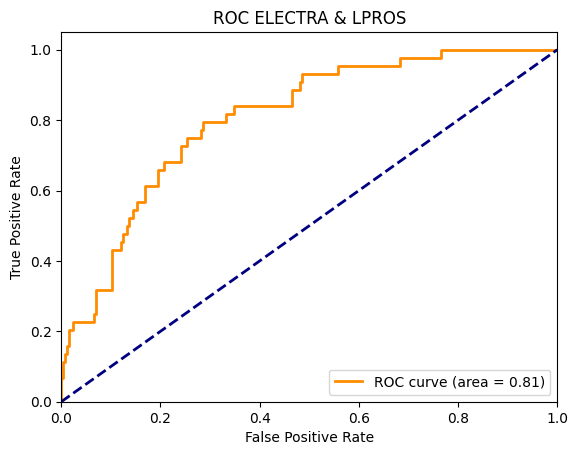 ROC ELECTRA & LPROS
1.0
0.8
0.6
0.4
0.2
0.0
True Positive Rate
0.0 0.2 0.4 0.6 0.8 1.0
False Positive Rate
ROC curve (area = 0.81)